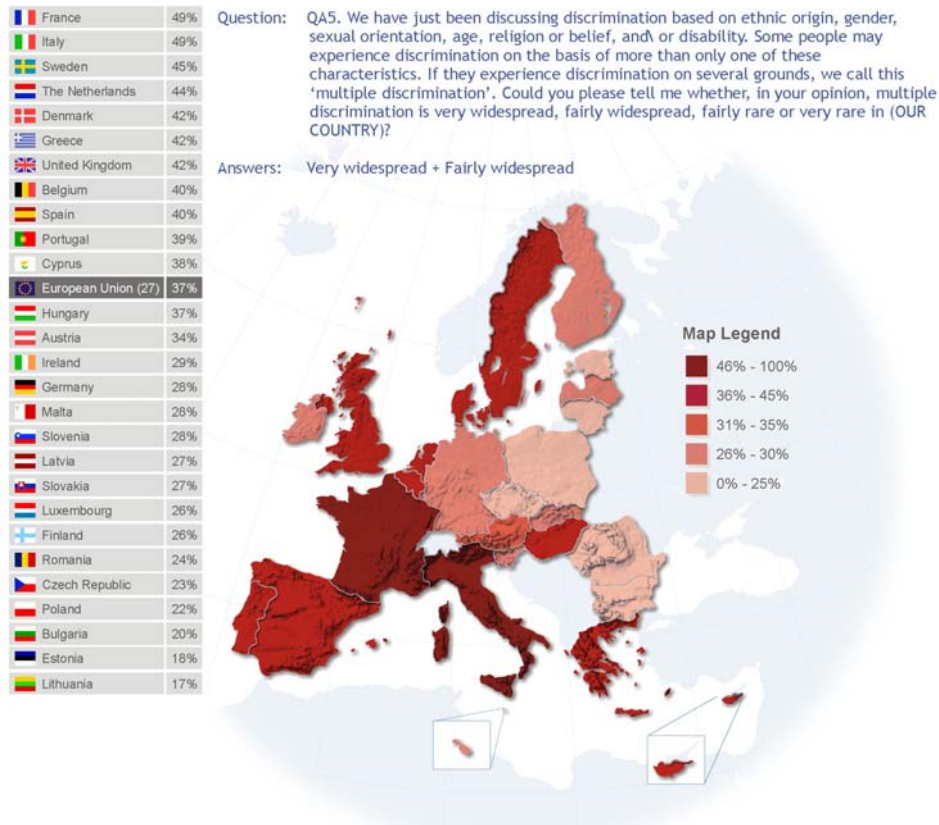 France 49%
Italy 49%
Sweden 45%
The Netherlands 44%
Denmark 42%
Greece 42%
United Kingdom 42%
Belgium 40%
Spain 40%
Portugal 39%
Cyprus 38%
European Union (27) 37%
Hungary 37%
Austria 34%
Ireland 29%
Germany 28%
Malta 28%
Slovenia 28%
Latvia 27%
Slovakia 27%
Luxembourg 26%
Finland 26%
Romania 24%
Czech Republic 23%
Poland 22%
Bulgaria 20%
Estonia 18%
Lithuania 17%
Question: QA5. We have just been discussing discrimination based on ethnic origin, gender,
sexual orientation, age, religion or belief, and\ or disability. Some people may
experience discrimination on the basis of more than only one of these
characteristics. If they experience discrimination on several grounds, we call this
‘multiple discrimination’. Could you please tell me whether, in your opinion, multiple
discrimination is very widespread, fairly widespread, fairly rare or very rare in (OUR
COUNTRY)?
Answers: Very widespread + Fairly widespread
Map Legend
46% - 100%
36% - 45%
31% - 35%
26% - 30%
0% - 25%